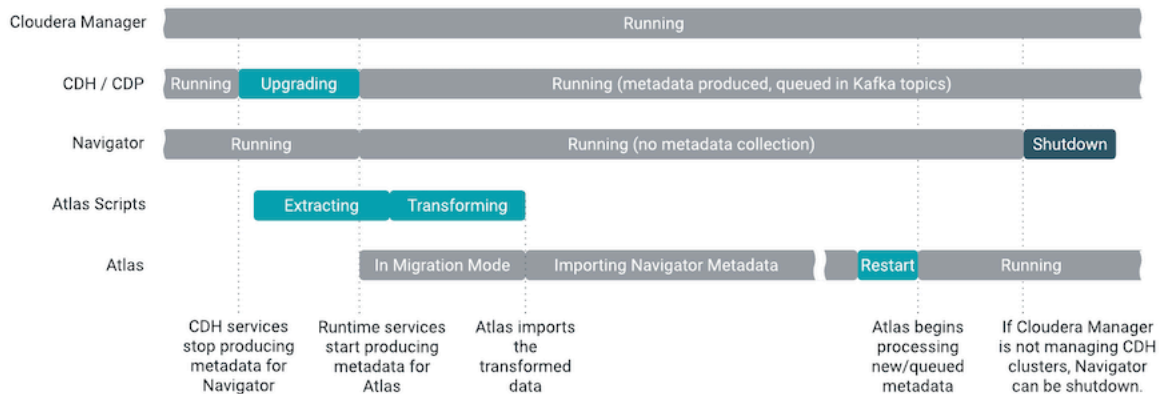 Cloudera Manager
Running
CDH / CDP
Running
Upgrading
Running (metadata produced, queued in Kafka topics)
Navigator
Running
Running (no metadata collection)
Shutdown
Atlas Scripts
Extracting
Transforming
Atlas
In Migration Mode
Importing Navigator Metadata
Restart
Running
CDH services
stop producing
metadata for
Navigator
Runtime services
start producing
metadata for
Atlas
Atlas imports
the
transformed
data
Atlas begins
processing
new/queued
metadata
If Cloudera Manager
is not managing CDH
clusters, Navigator
can be shutdown.